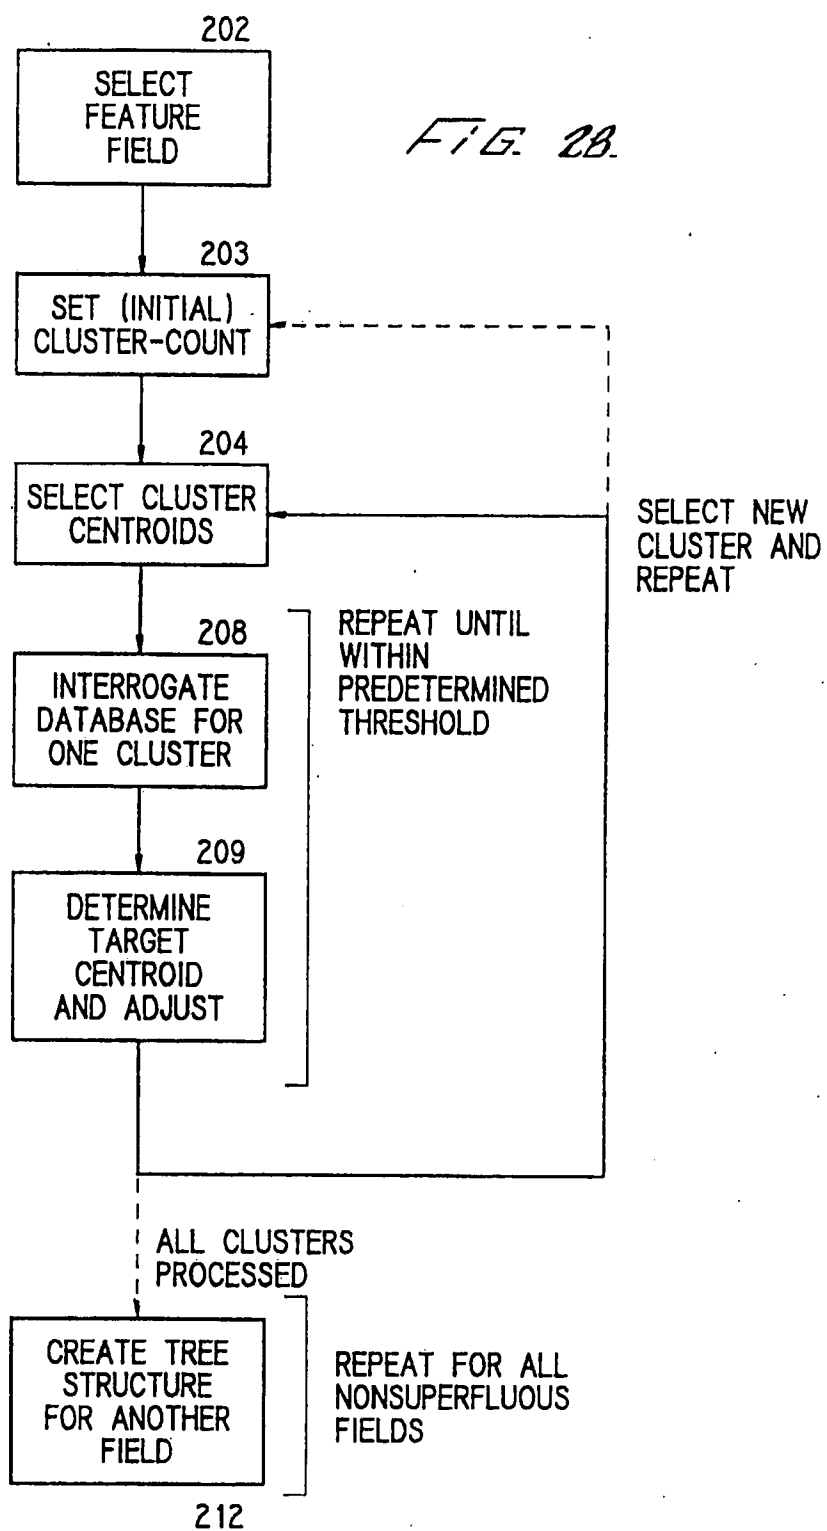 202
SELECT
FEATURE
FIELD
FIG. 2B.
203
SET (INITIAL)
CLUSTER-COUNT
204
SELECT CLUSTER
CENTROIDS
SELECT NEW
CLUSTER AND
REPEAT
208
INTERROGATE
DATABASE FOR
ONE CLUSTER
REPEAT UNTIL
WITHIN
PREDETERMINED
THRESHOLD
209
DETERMINE
TARGET
CENTROID
AND ADJUST
ALL CLUSTERS
PROCESSED
CREATE TREE
STRUCTURE
FOR ANOTHER
FIELD
REPEAT FOR ALL
NONSUPERFLUOUS
FIELDS
212